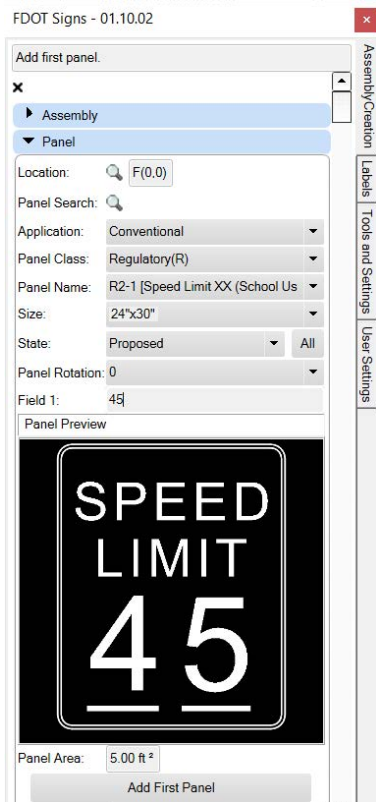 FDOT Signs - 01.10.02
×
Add first panel.
×
Assembly
Panel
Location: F(0,0)
Panel Search:
Application: Conventional
Panel Class: Regulatory(R)
Panel Name: R2-1 [Speed Limit XX (School Us
Size: 24"x30"
State: Proposed All
Panel Rotation: 0
Field 1: 45
Panel Preview
SPEED
LIMIT
45
Panel Area: 5.00 ft²
Add First Panel
AssemblyCreation
Labels
Tools and Settings
User Settings